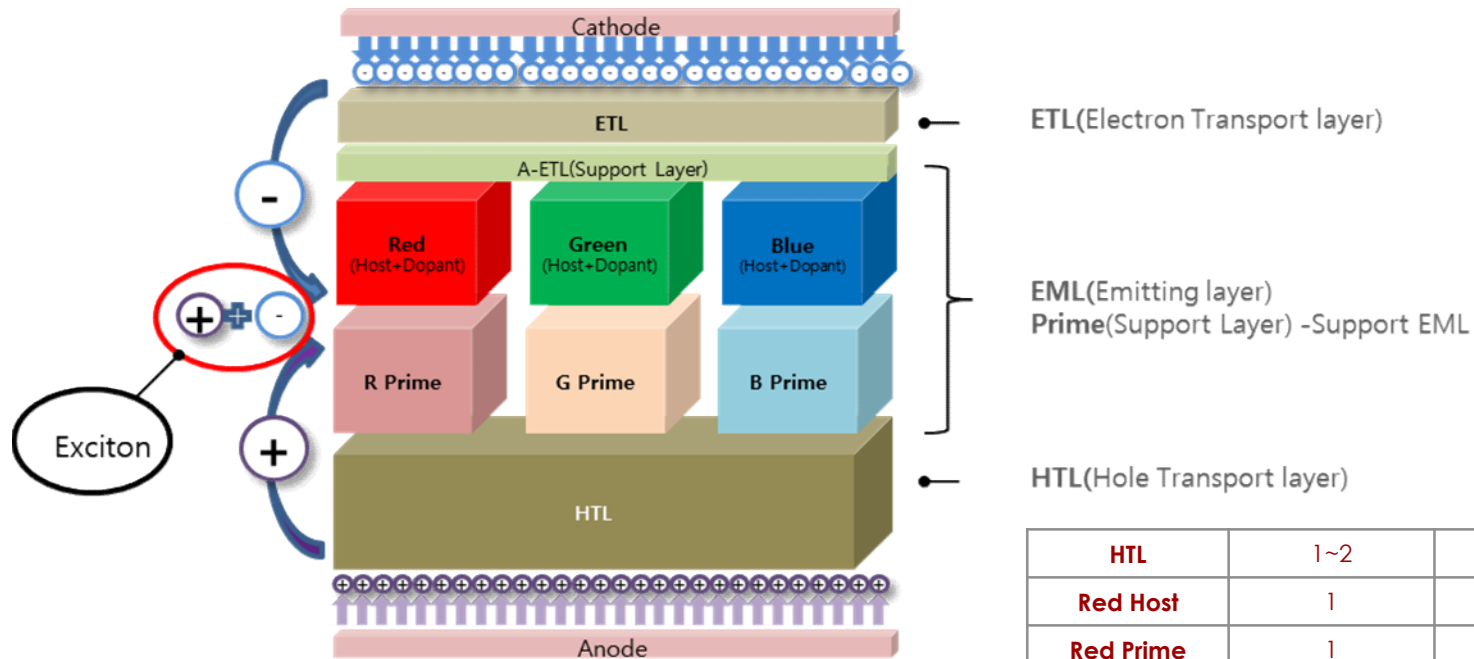 Cathode
ETL
ETL(Electron Transport layer)
A-ETL(Support Layer)
Red
(Host+Dopant)
Green
(Host+Dopant)
Blue
(Host+Dopant)
-
+ + -
EML(Emitting layer)
Prime(Support Layer) -Support EML
R Prime
G Prime
B Prime
Exciton
+
HTL
HTL(Hole Transport layer)
Anode
HTL 1~2
Red Host 1
Red Prime 1